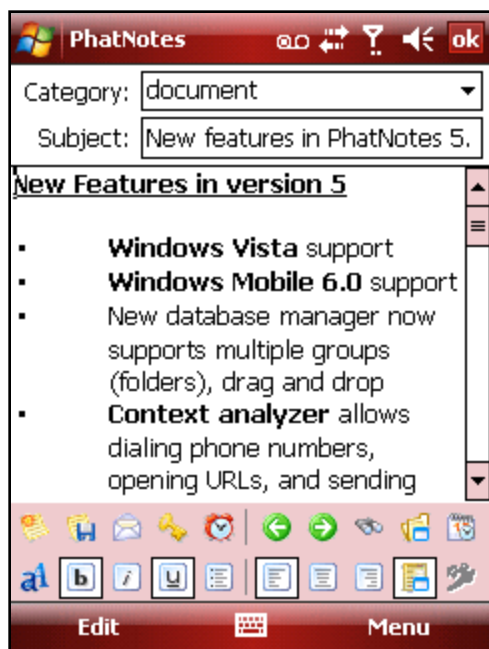 PhatNotes
ok
Category: document
Subject: New features in PhatNotes 5.
New Features in version 5
▪ Windows Vista support
▪ Windows Mobile 6.0 support
▪ New database manager now
supports multiple groups
(folders), drag and drop
▪ Context analyzer allows
dialing phone numbers,
opening URLs, and sending
15
a b i u
Edit Menu